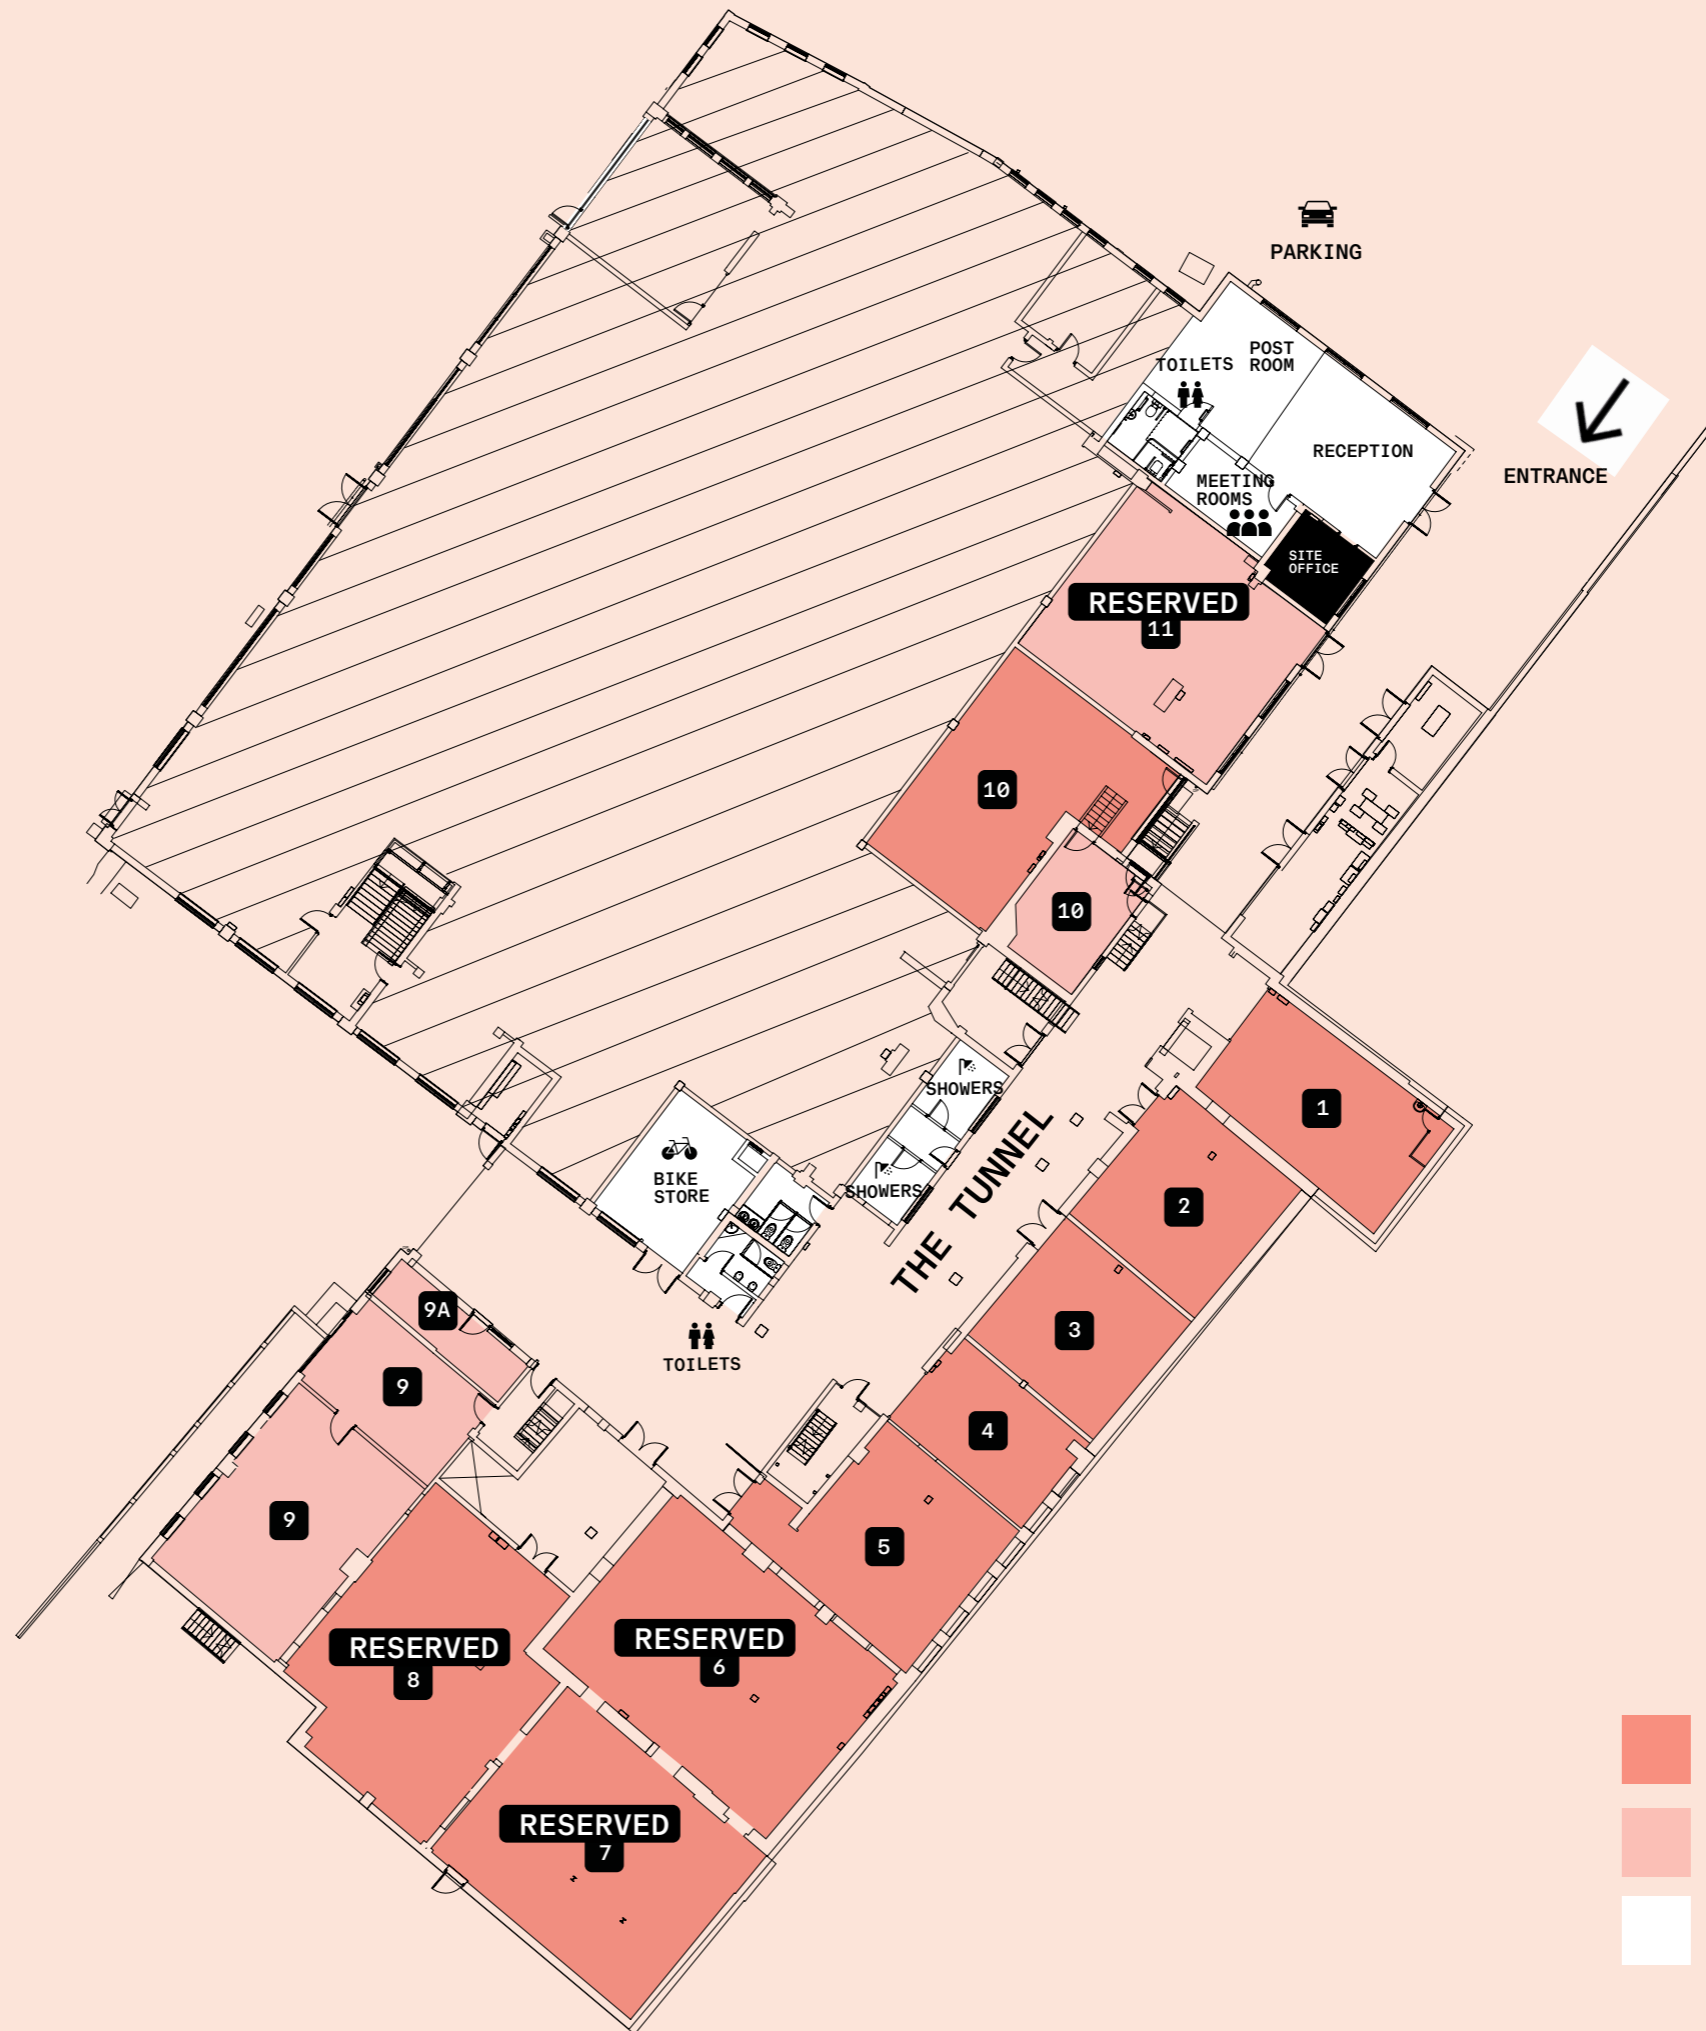 PARKING
POST
ROOM
TOILETS
RECEPTION
ENTRANCE
MEETING
ROOMS
SITE
OFFICE
RESERVED
11
10
10
1
SHOWERS
SHOWERS
THE TUNNEL
BIKE
STORE
2
9A
3
TOILETS
9
4
9
5
RESERVED
8
RESERVED
6
RESERVED
7